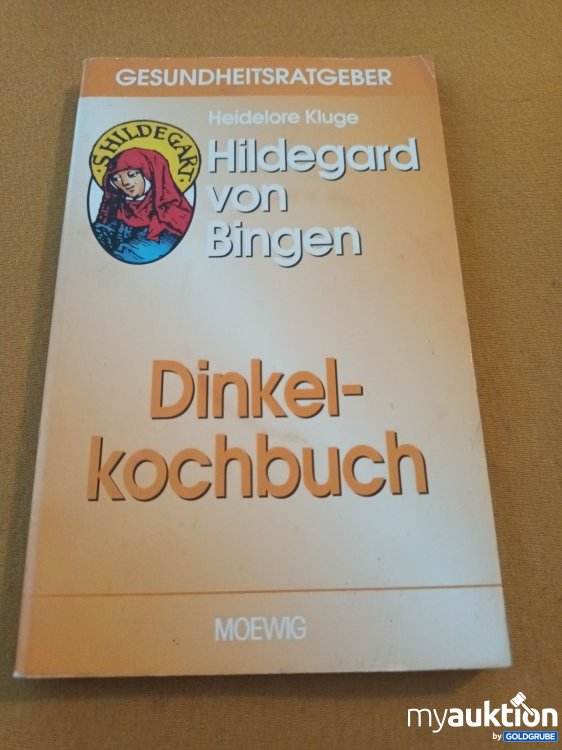 GESUNDHEITSRATGEBER
Heidelore Kluge
S HILDEGART
Hildegard
von
Bingen
Dinkel-
kochbuch
MOEWIG
myauktion
by GOLDGRUBE